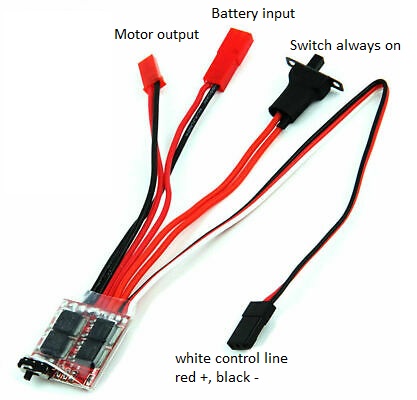 Battery input
Motor output
Switch always on
white control line
red +, black -